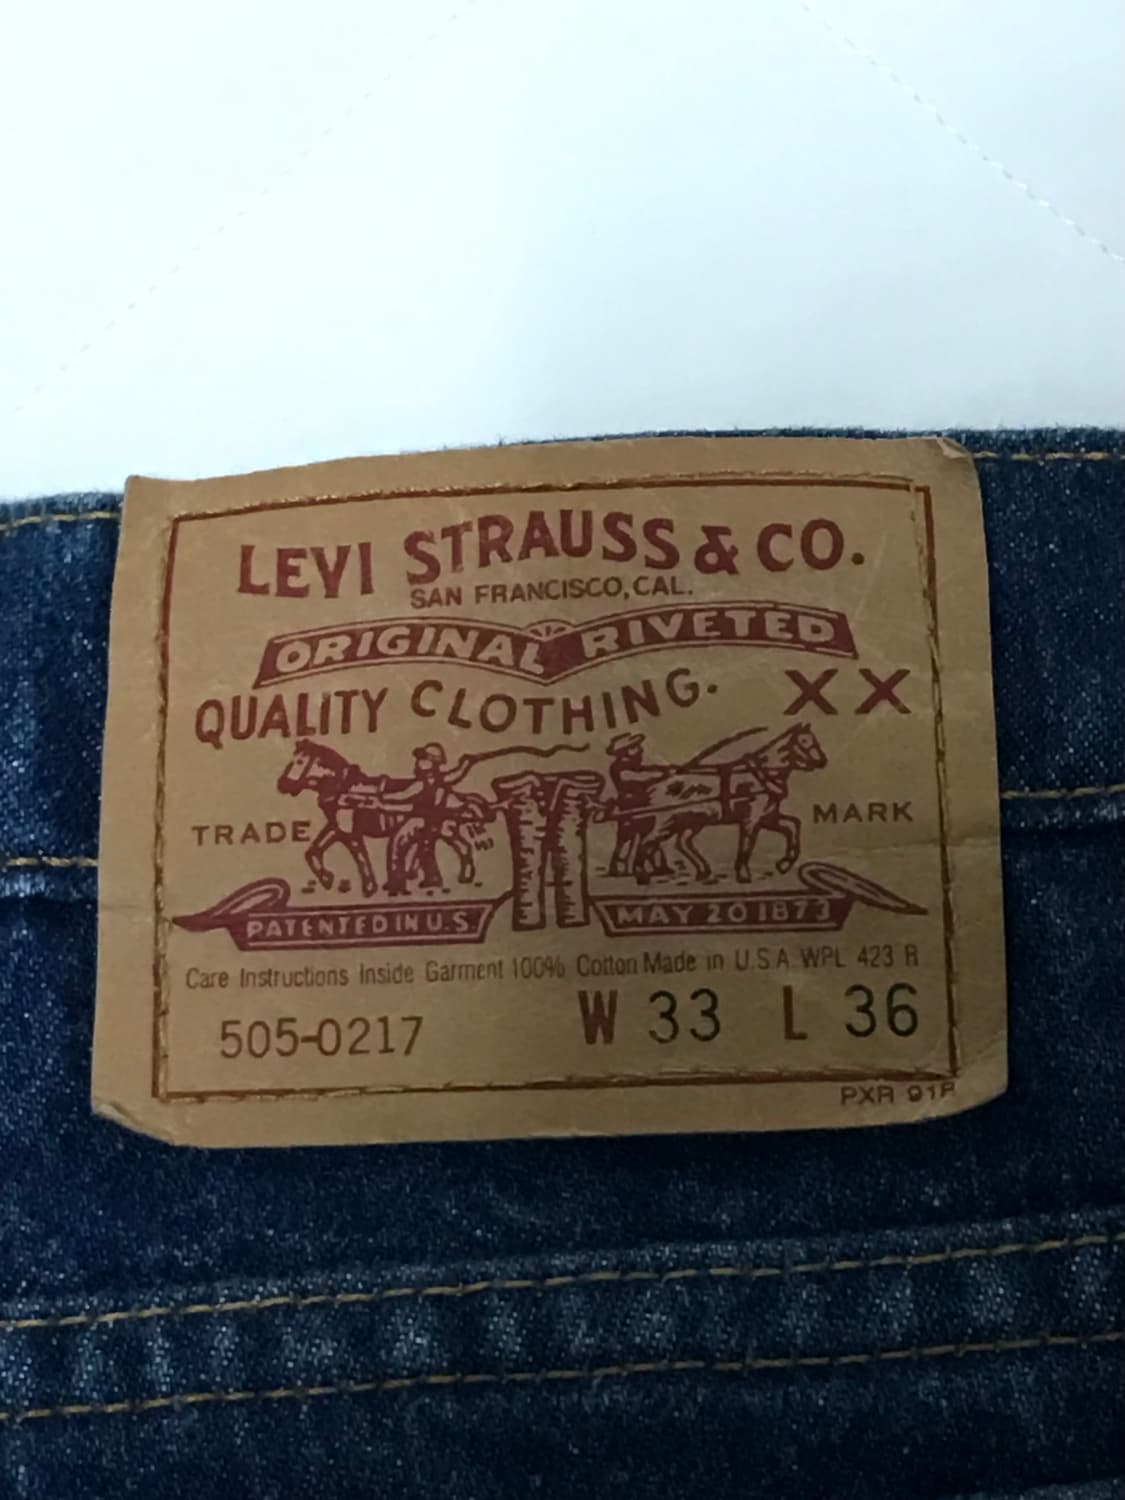 LEVI STRAUSS & CO.
SAN FRANCISCO, CAL.
ORIGINAL RIVETED
QUALITY CLOTHING. XX
TRADE MARK
PATENTED IN U.S. MAY 20 1873
Care Instructions Inside Garment 100% Cotton Made in U.S.A WPL 423 R
505-0217 W 33 L 36
PXR